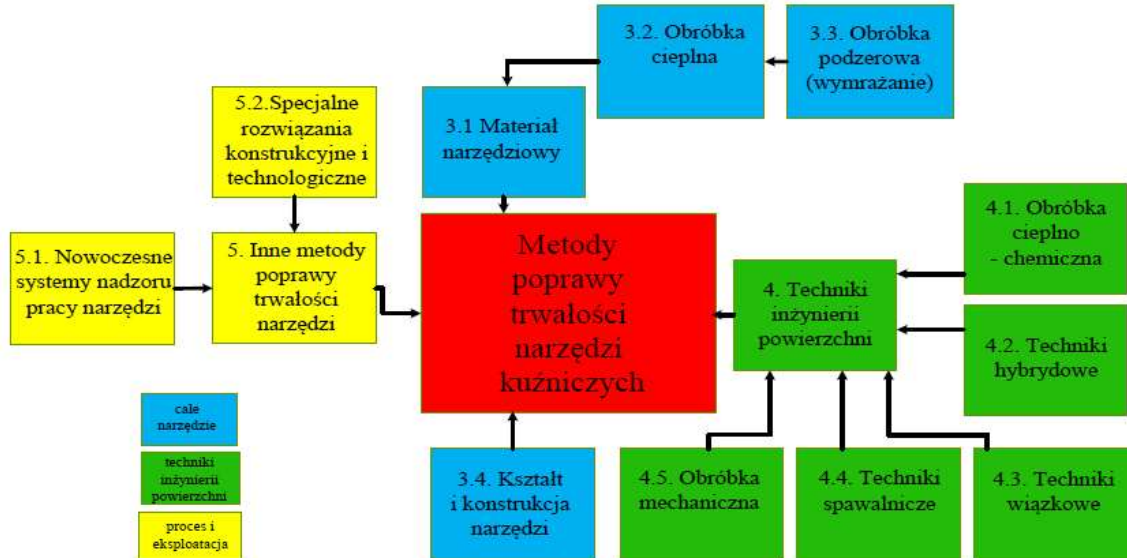 3.2. Obróbka
cieplna
3.3. Obróbka
podzerowa
(wymrażanie)
5.2.Specjalne
rozwiązania
konstrukcyjne i
technologiczne
3.1 Materiał
narzędziowy
4.1. Obróbka
cieplno
- chemiczna
5.1. Nowoczesne
systemy nadzoru
pracy narzędzi
5. Inne metody
poprawy
trwałości
narzędzi
Metody
poprawy
trwałości
narzędzi
kuźniczych
4. Techniki
inżynierii
powierzchni
4.2. Techniki
hybrydowe
całe
narzędzie
techniki
inżynierii
powierzchni
proces i
eksploatacja
3.4. Kształt
i konstrukcja
narzędzi
4.5. Obróbka
mechaniczna
4.4. Techniki
spawalnicze
4.3. Techniki
wiązkowe